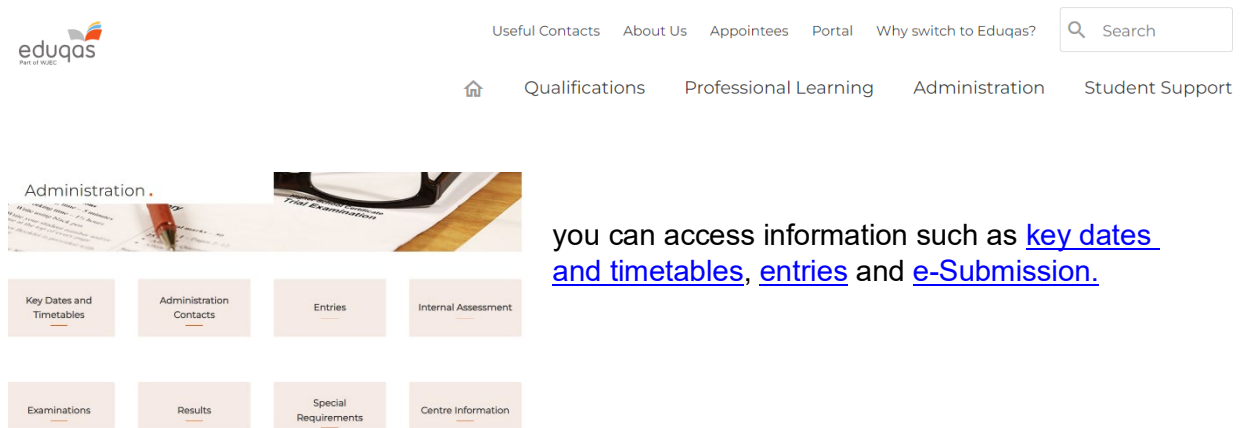 Useful Contacts About Us Appointees Portal Why switch to Eduqas? Search
eduqas
Part of WJEC
Qualifications Professional Learning Administration Student Support
Administration.
Trial Examination
you can access information such as key dates
and timetables, entries and e-Submission.
Key Dates and
Timetables
Administration
Contacts
Entries
Internal Assessment
Examinations
Results
Special
Requirements
Centre Information